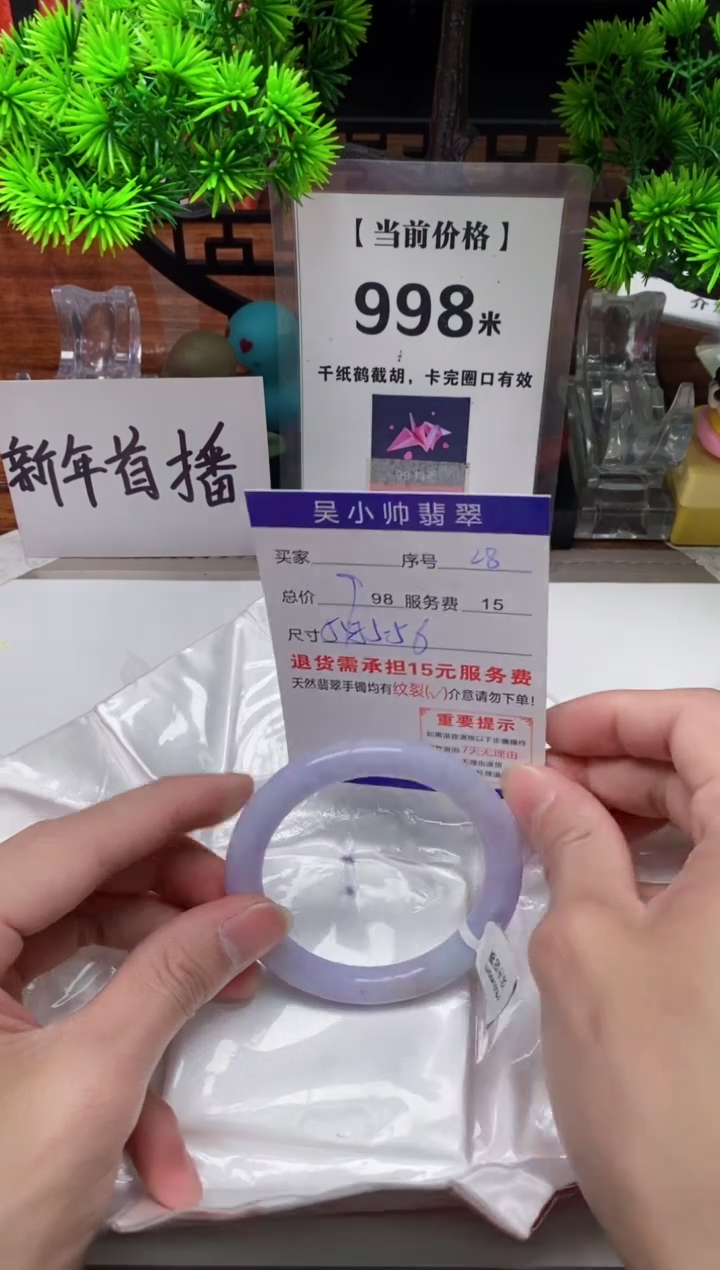 【当前价格】
998米
千纸鹤截胡，卡完圈口有效
新年首播
吴小帅翡翠
买家 序号 28
总价 98 服务费 15
尺寸
退货需承担15元服务费
天然翡翠手镯均有纹裂(√)介意请勿下单!
重要提示
7天无理由